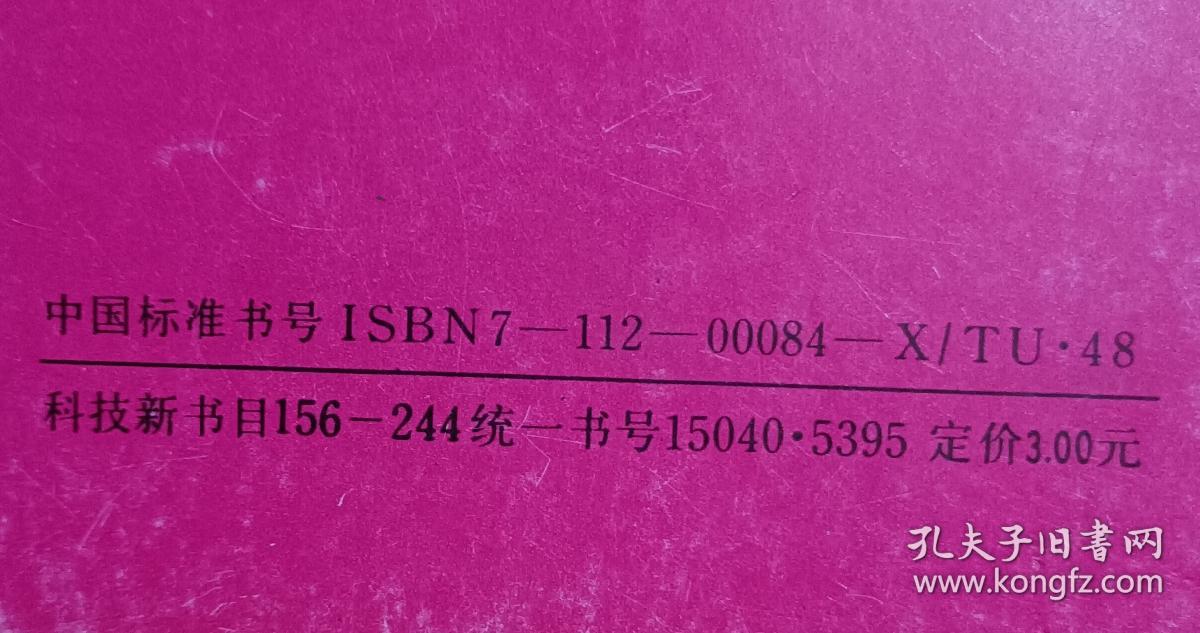 中国标准书号 ISBN7—112—00084—X/TU·48
科技新书目156-244统一书号15040·5395 定价3.00元
孔夫子旧書网
www.kongfz.com